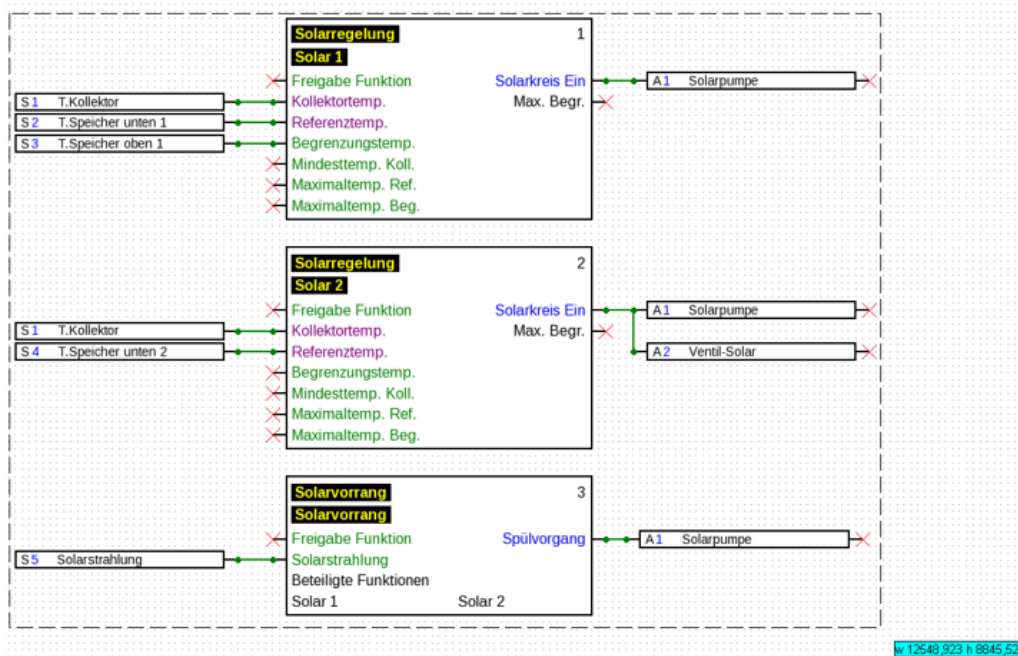 Solarregelung 1
Solar 1
Freigabe Funktion Solarkreis Ein A1 Solarpumpe
S1 T.Kollektor Kollektortemp. Max. Begr.
S2 T.Speicher unten 1 Referenztemp.
S3 T.Speicher oben 1 Begrenzungstemp.
Mindesttemp. Koll.
Maximaltemp. Ref.
Maximaltemp. Beg.
Solarregelung 2
Solar 2
Freigabe Funktion Solarkreis Ein A1 Solarpumpe
S1 T.Kollektor Kollektortemp. Max. Begr.
S4 T.Speicher unten 2 Referenztemp. A2 Ventil-Solar
Begrenzungstemp.
Mindesttemp. Koll.
Maximaltemp. Ref.
Maximaltemp. Beg.
Solarvorrang 3
Solarvorrang
Freigabe Funktion Spülvorgang A1 Solarpumpe
S5 Solarstrahlung Solarstrahlung
Beteiligte Funktionen
Solar 1 Solar 2
w 12548,923 h 8845,52